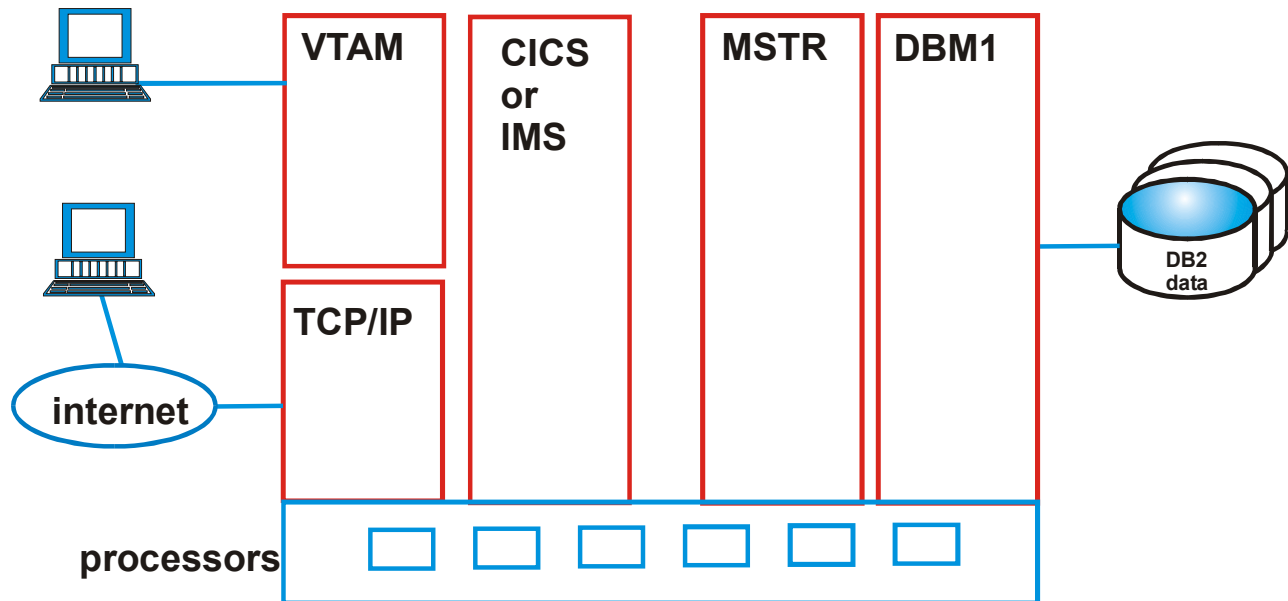 VTAM
CICS
or
IMS
MSTR
DBM1
TCP/IP
internet
DB2
data
processors